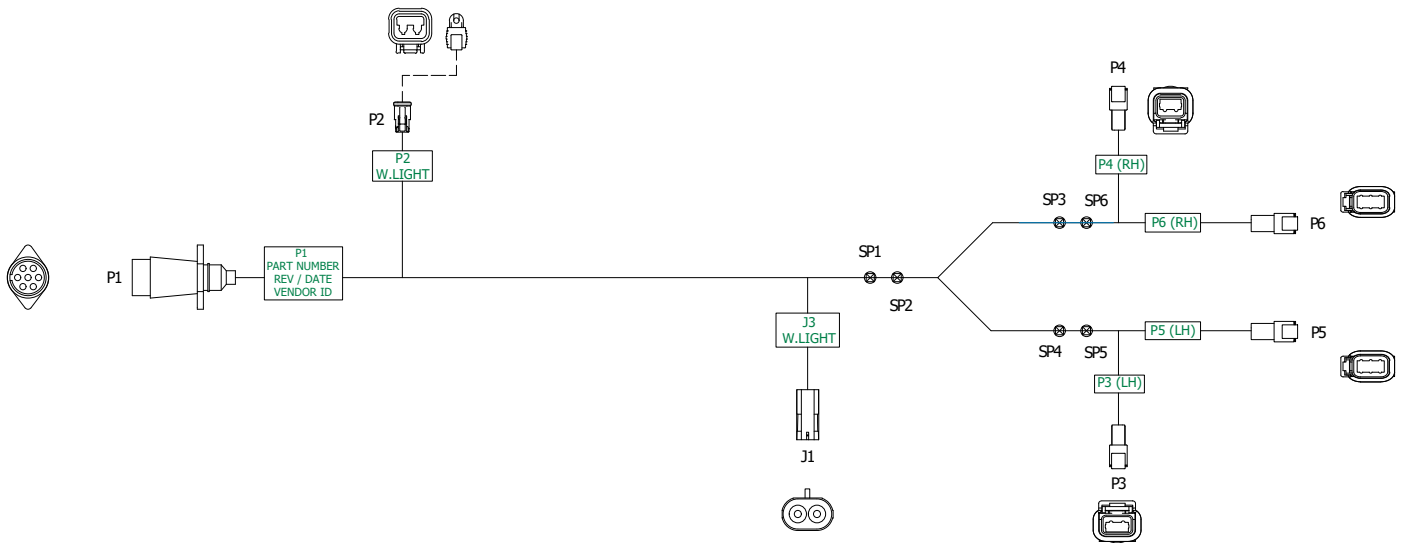 P4
P2
P2
W.LIGHT
P4 (RH)
SP3
SP6
P6 (RH)
P6
P1
P1
PART NUMBER
REV / DATE
VENDOR ID
SP1
SP2
J3
W.LIGHT
SP4
SP5
P5 (LH)
P5
P3 (LH)
J1
P3